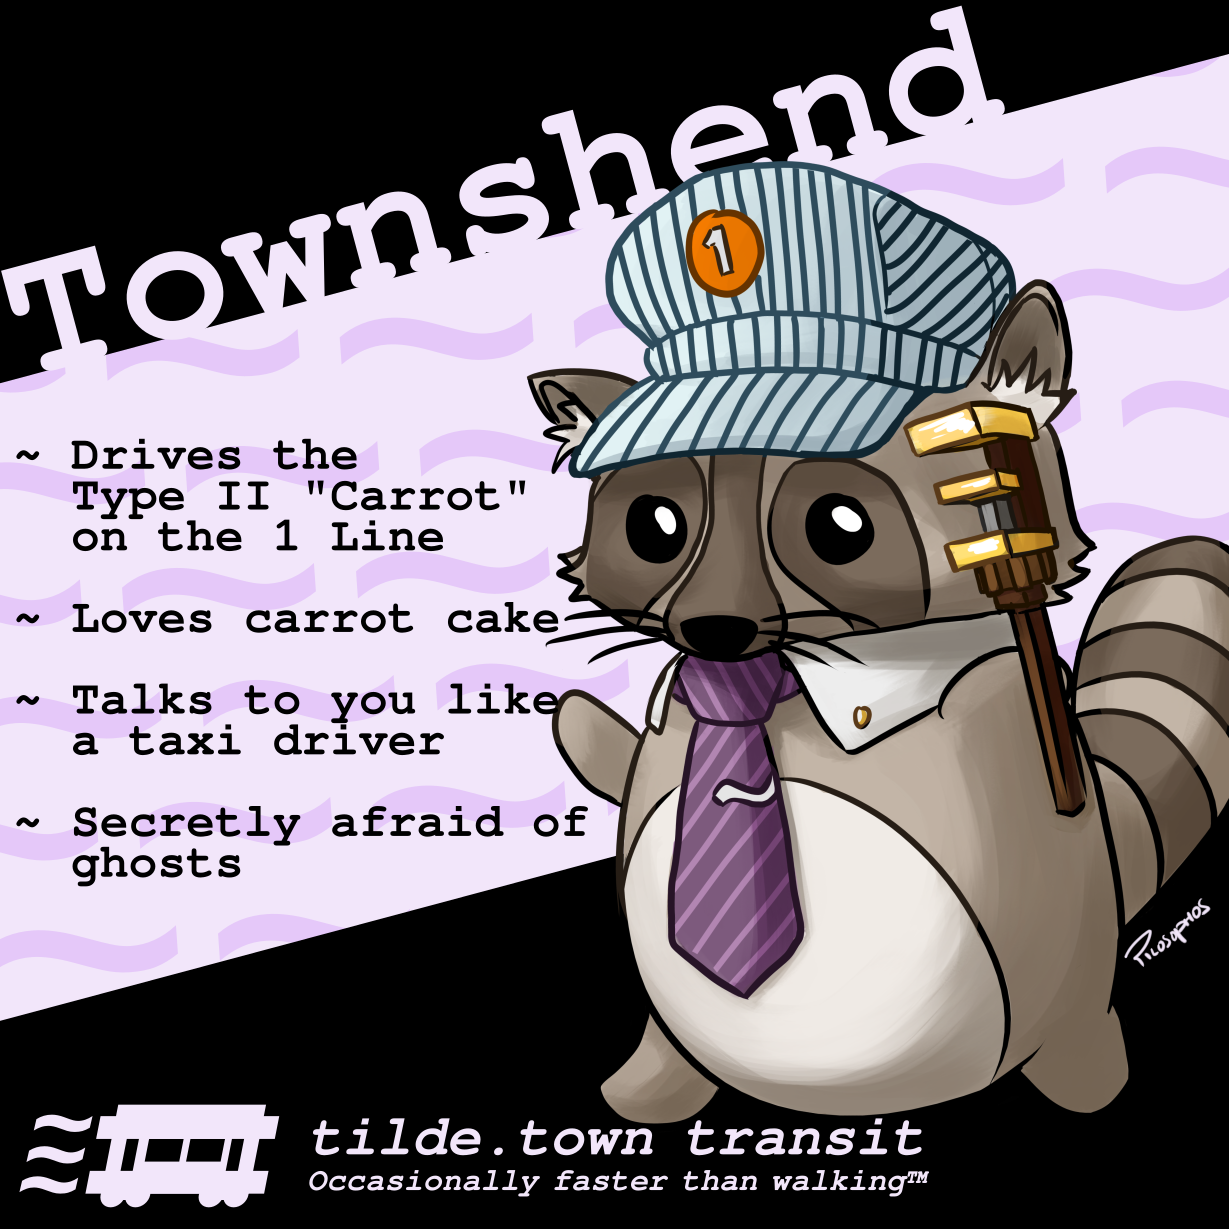 Townshend
1
~ Drives the
Type II "Carrot"
on the 1 Line
~ Loves carrot cake
~ Talks to you like
a taxi driver
~ Secretly afraid of
ghosts
Pilosophos
tilde.town transit
Occasionally faster than walking™